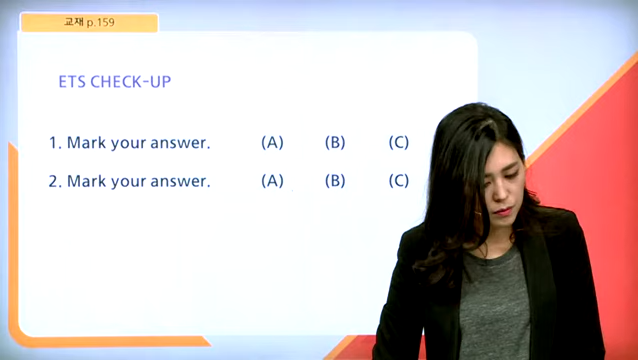 교재 p.159
ETS CHECK-UP
1. Mark your answer. (A) (B) (C)
2. Mark your answer. (A) (B) (C)